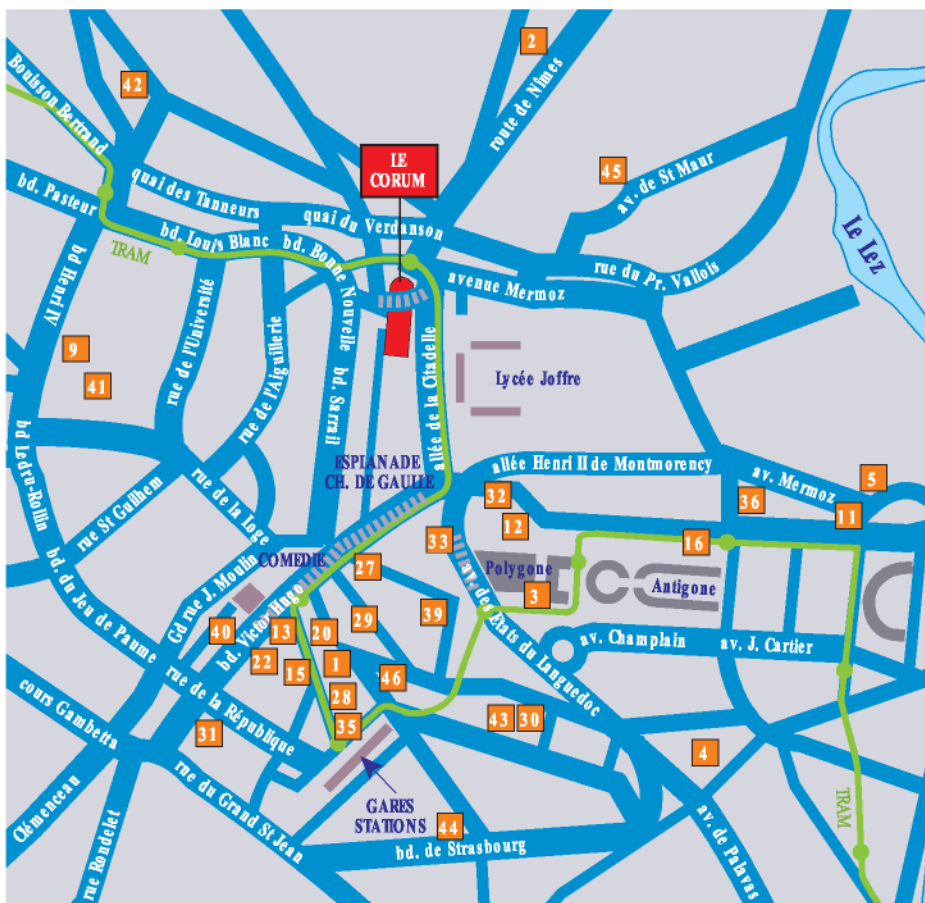 2
42
Bouisson Bertrand
route de Nîmes
LE
CORUM
45
av. de St Maur
quai des Tanneurs
bd. Pasteur
quai du Verdanson
Le Lez
bd. Louis Blanc
TRAM
bd. Bonne Nouvelle
rue du Pr. Vallois
avenue Mermoz
bd Henri IV
rue de l'Université
rue de l'Aiguillerie
9
41
bd. Sarrail
allée de la Citadelle
Lycée Joffre
bd Ledru-Rollin
ESPLANADE
CH. DE GAULLE
allée Henri II de Montmorency
av. Mermoz
5
32
36
11
rue St Guilhem
rue de la Loge
12
33
16
COMEDIE
27
Polygone
3
Antigone
bd. du Jeu de Paume
Gd rue J. Moulin
bd. Victor Hugo
40
13
20
29
39
av. des Etats du Languedoc
av. Champlain
av. J. Cartier
22
15
1
46
28
35
43
30
4
cours Gambetta
rue de la République
31
rue du Grand St Jean
GARES
STATIONS
44
bd. de Strasbourg
Clémenceau
rue Rondelet
av. de Palavas
TRAM